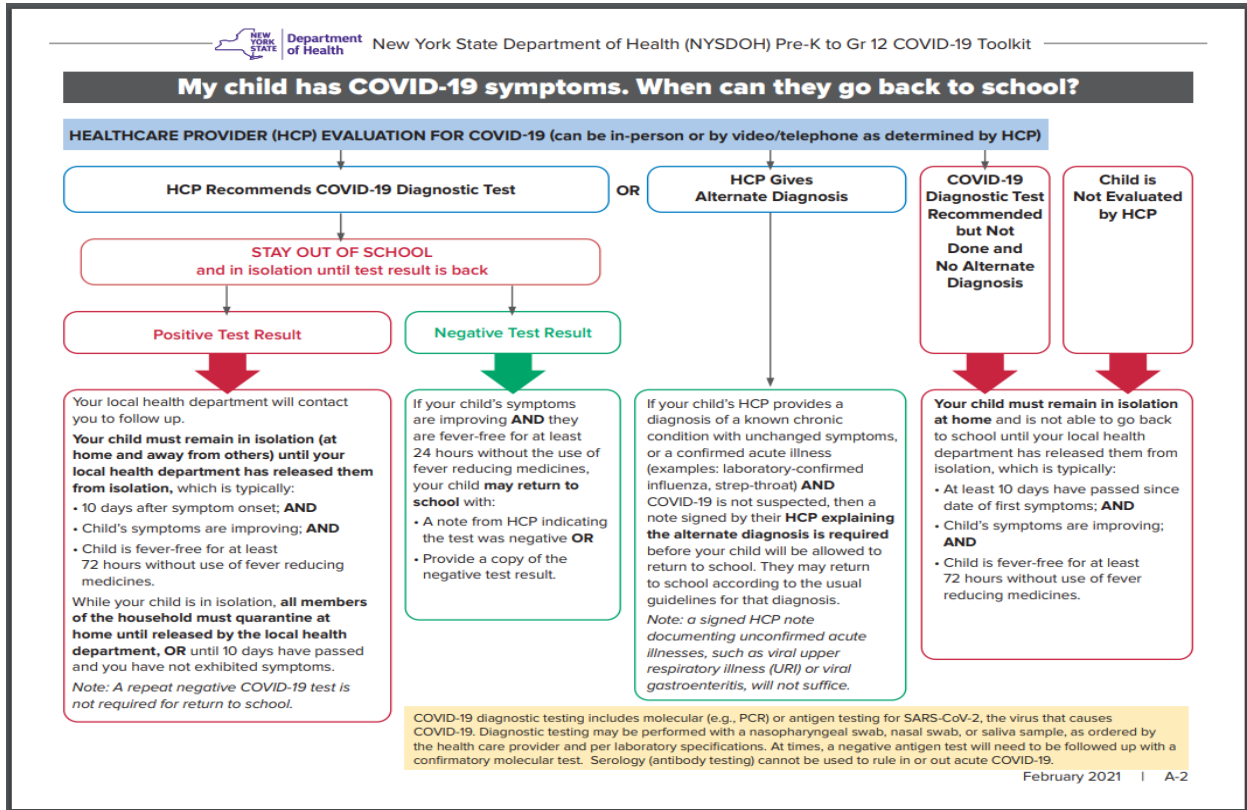 NEW
YORK
STATE
Department
of Health
New York State Department of Health (NYSDOH) Pre-K to Gr 12 COVID-19 Toolkit
My child has COVID-19 symptoms. When can they go back to school?
HEALTHCARE PROVIDER (HCP) EVALUATION FOR COVID-19 (can be in-person or by video/telephone as determined by HCP)
HCP Recommends COVID-19 Diagnostic Test
OR
HCP Gives
Alternate Diagnosis
COVID-19
Diagnostic Test
Recommended
but Not
Done and
No Alternate
Diagnosis
Child is
Not Evaluated
by HCP
STAY OUT OF SCHOOL
and in isolation until test result is back
Positive Test Result
Negative Test Result
Your local health department will contact
you to follow up.
Your child must remain in isolation (at
home and away from others) until your
local health department has released them
from isolation, which is typically:
• 10 days after symptom onset; AND
• Child's symptoms are improving; AND
• Child is fever-free for at least
72 hours without use of fever reducing
medicines.
While your child is in isolation, all members
of the household must quarantine at
home until released by the local health
department, OR until 10 days have passed
and you have not exhibited symptoms.
Note: A repeat negative COVID-19 test is
not required for return to school.
If your child's symptoms
are improving AND they
are fever-free for at least
24 hours without the use of
fever reducing medicines,
your child may return to
school with:
• A note from HCP indicating
the test was negative OR
• Provide a copy of the
negative test result.
If your child's HCP provides a
diagnosis of a known chronic
condition with unchanged symptoms,
or a confirmed acute illness
(examples: laboratory-confirmed
influenza, strep-throat) AND
COVID-19 is not suspected, then a
note signed by their HCP explaining
the alternate diagnosis is required
before your child will be allowed to
return to school. They may return
to school according to the usual
guidelines for that diagnosis.
Note: a signed HCP note
documenting unconfirmed acute
illnesses, such as viral upper
respiratory illness (URI) or viral
gastroenteritis, will not suffice.
Your child must remain in isolation
at home and is not able to go back
to school until your local health
department has released them from
isolation, which is typically:
• At least 10 days have passed since
date of first symptoms; AND
• Child's symptoms are improving;
AND
• Child is fever-free for at least
72 hours without use of fever
reducing medicines.
COVID-19 diagnostic testing includes molecular (e.g., PCR) or antigen testing for SARS-CoV-2, the virus that causes
COVID-19. Diagnostic testing may be performed with a nasopharyngeal swab, nasal swab, or saliva sample, as ordered
by the health care provider and per laboratory specifications. At times, a negative antigen test will need to be followed up with a
confirmatory molecular test. Serology (antibody testing) cannot be used to rule in or out acute COVID-19.
February 2021 | A-2